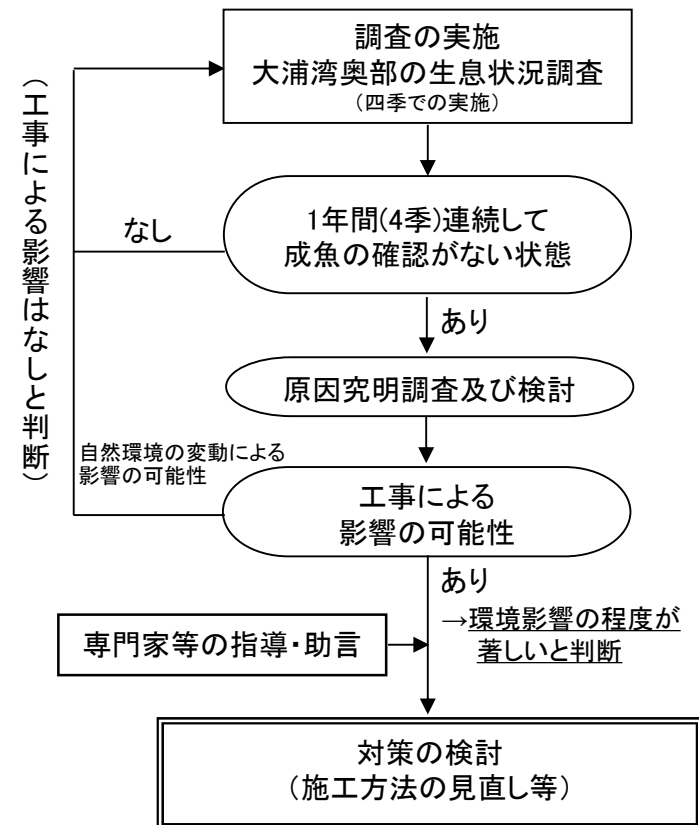 調査の実施
大浦湾奥部の生息状況調査
（四季での実施）
（工事による影響はなしと判断）
なし
1年間(4季)連続して
成魚の確認がない状態
あり
原因究明調査及び検討
自然環境の変動による
影響の可能性
工事による
影響の可能性
あり
→環境影響の程度が
著しいと判断
専門家等の指導・助言
対策の検討
（施工方法の見直し等）